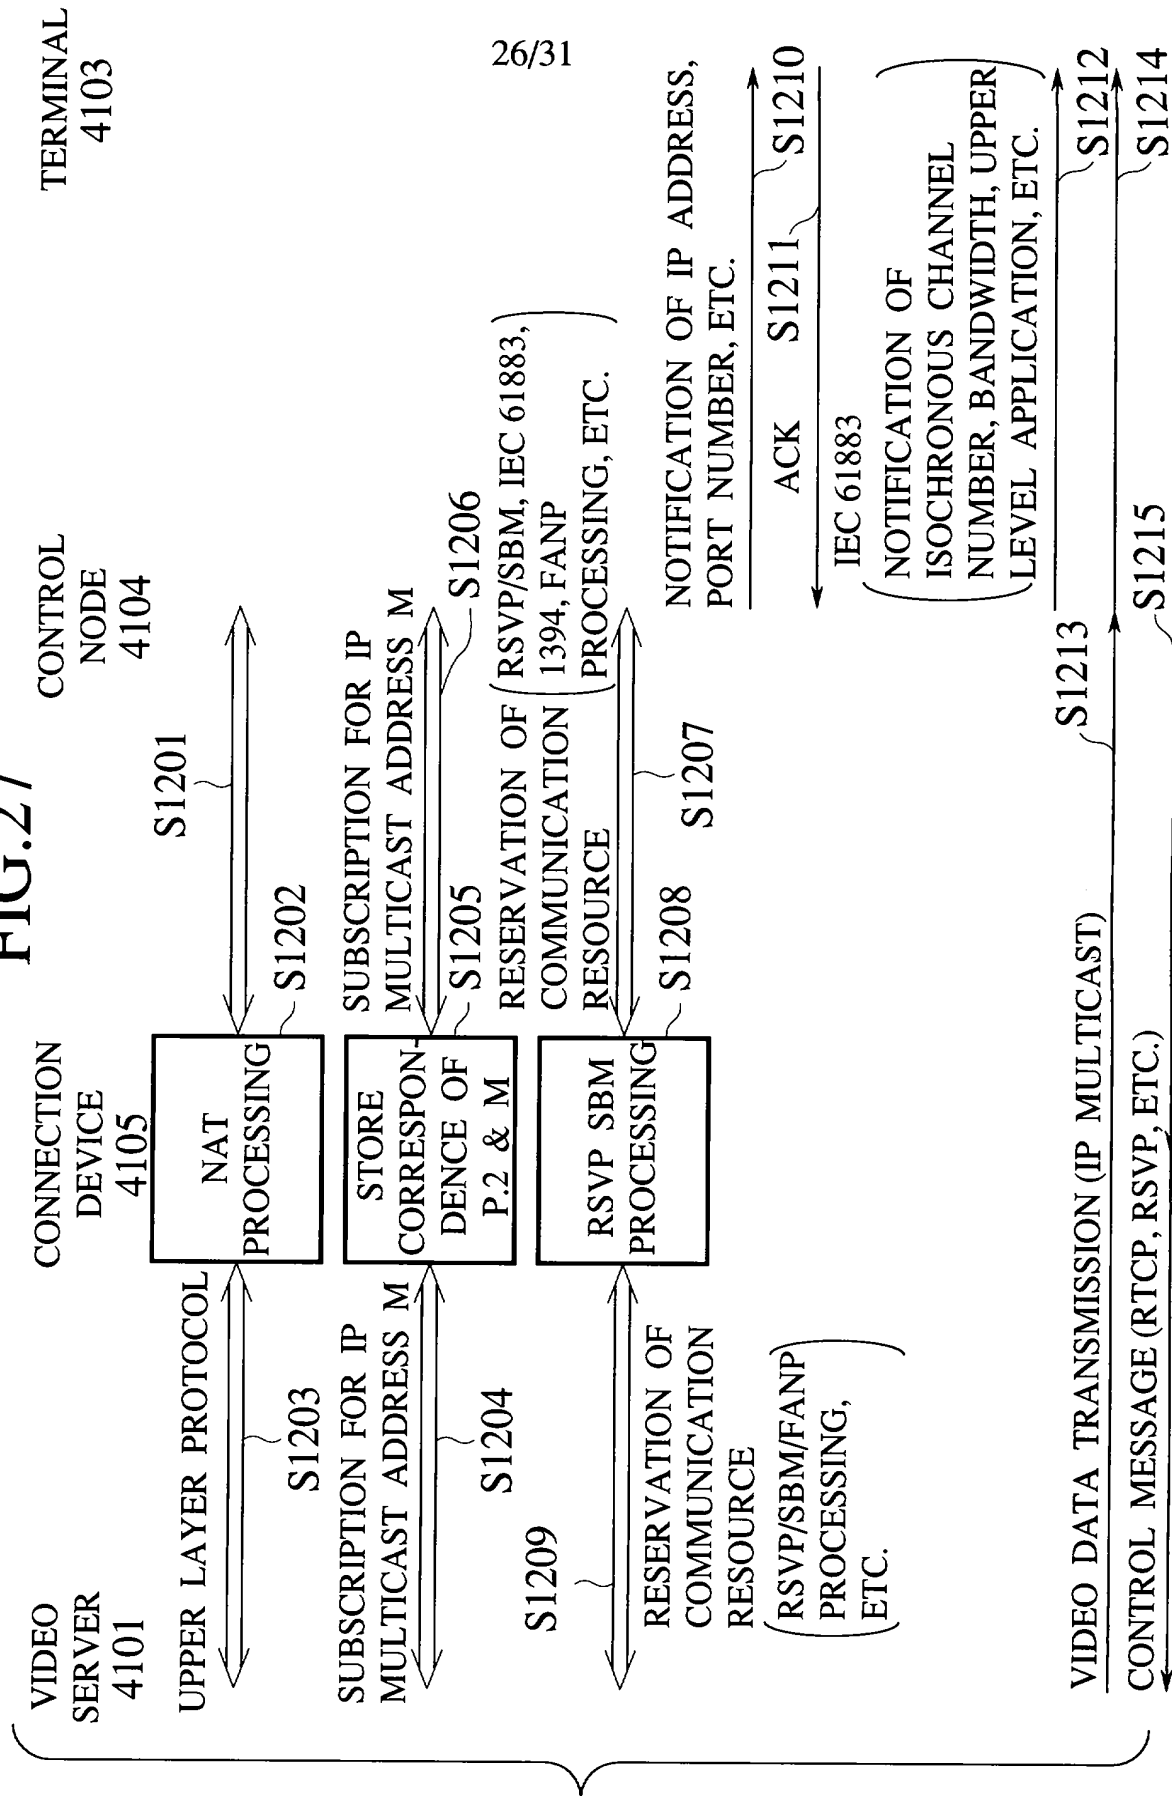 26/31
FIG.27
VIDEO
SERVER
4101
CONNECTION
DEVICE
4105
CONTROL
NODE
4104
TERMINAL
4103
UPPER LAYER PROTOCOL
S1203
NAT
PROCESSING
S1202
S1201
SUBSCRIPTION FOR IP
MULTICAST ADDRESS M
S1204
STORE
CORRESPON-
DENCE OF
P.2 & M
S1205
SUBSCRIPTION FOR IP
MULTICAST ADDRESS M
S1206
S1209
RESERVATION OF
COMMUNICATION
RESOURCE
RSVP/SBM/FANP
PROCESSING,
ETC.
RSVP SBM
PROCESSING
S1208
RESERVATION OF
COMMUNICATION
RESOURCE
RSVP/SBM, IEC 61883,
1394, FANP
PROCESSING, ETC.
S1207
NOTIFICATION OF IP ADDRESS,
PORT NUMBER, ETC.
S1210
ACK
S1211
IEC 61883
NOTIFICATION OF
ISOCHRONOUS CHANNEL
NUMBER, BANDWIDTH, UPPER
LEVEL APPLICATION, ETC.
S1212
VIDEO DATA TRANSMISSION (IP MULTICAST)
S1213
S1214
CONTROL MESSAGE (RTCP, RSVP, ETC.)
S1215